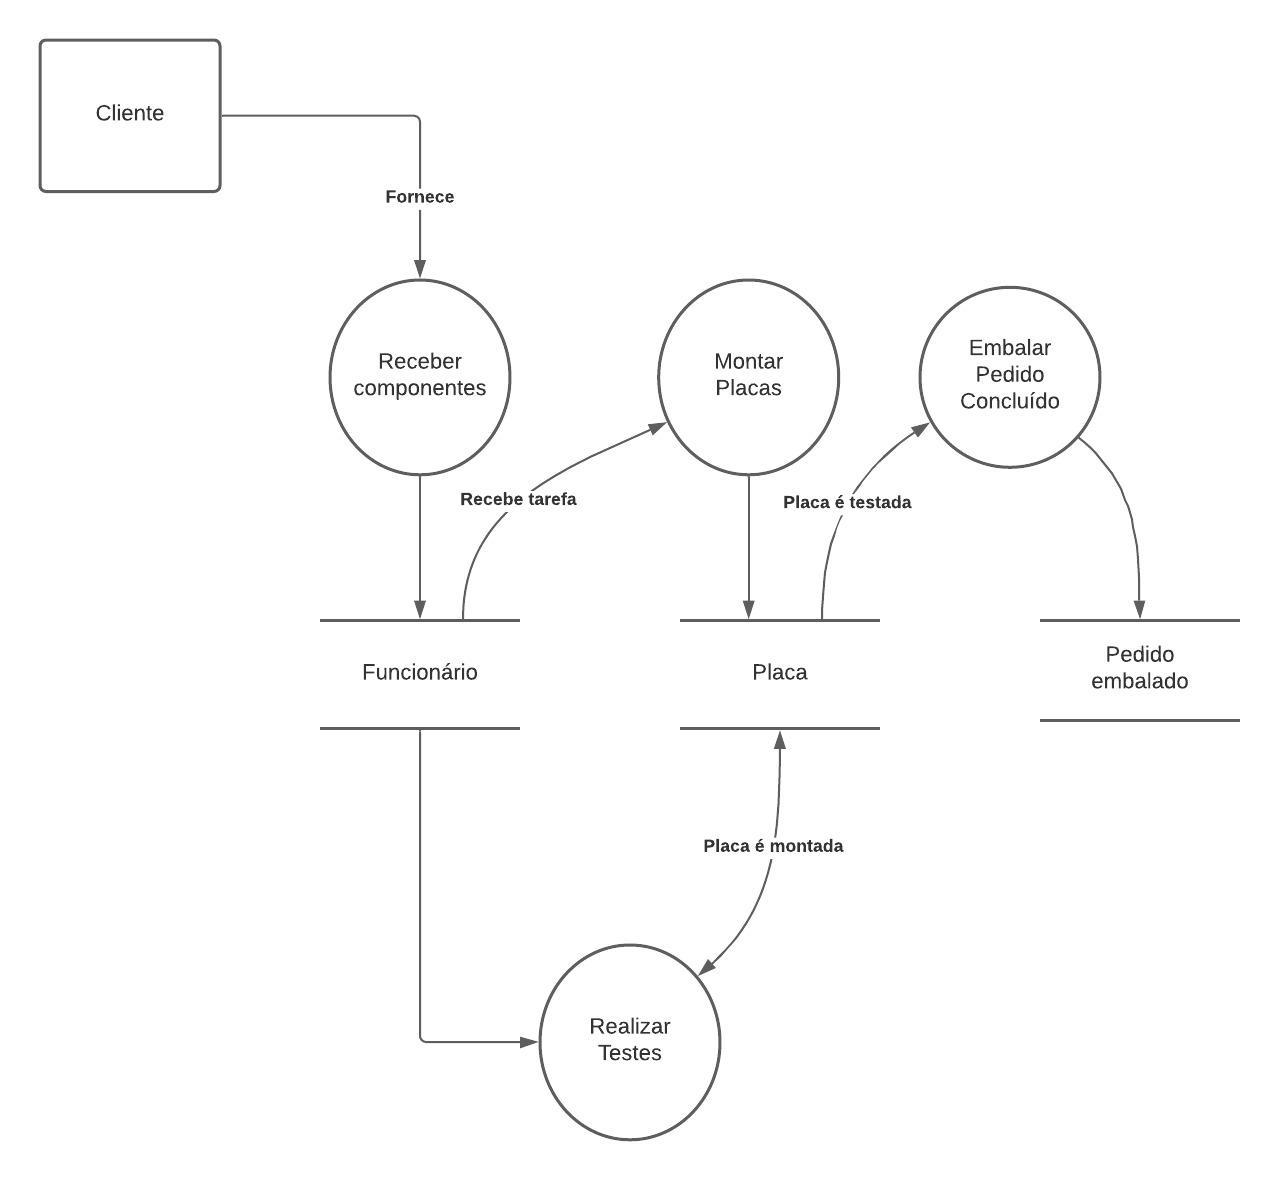 Cliente
Fornece
Receber
componentes
Montar
Placas
Embalar
Pedido
Concluído
Recebe tarefa
Placa é testada
Funcionário
Placa
Pedido
embalado
Placa é montada
Realizar
Testes